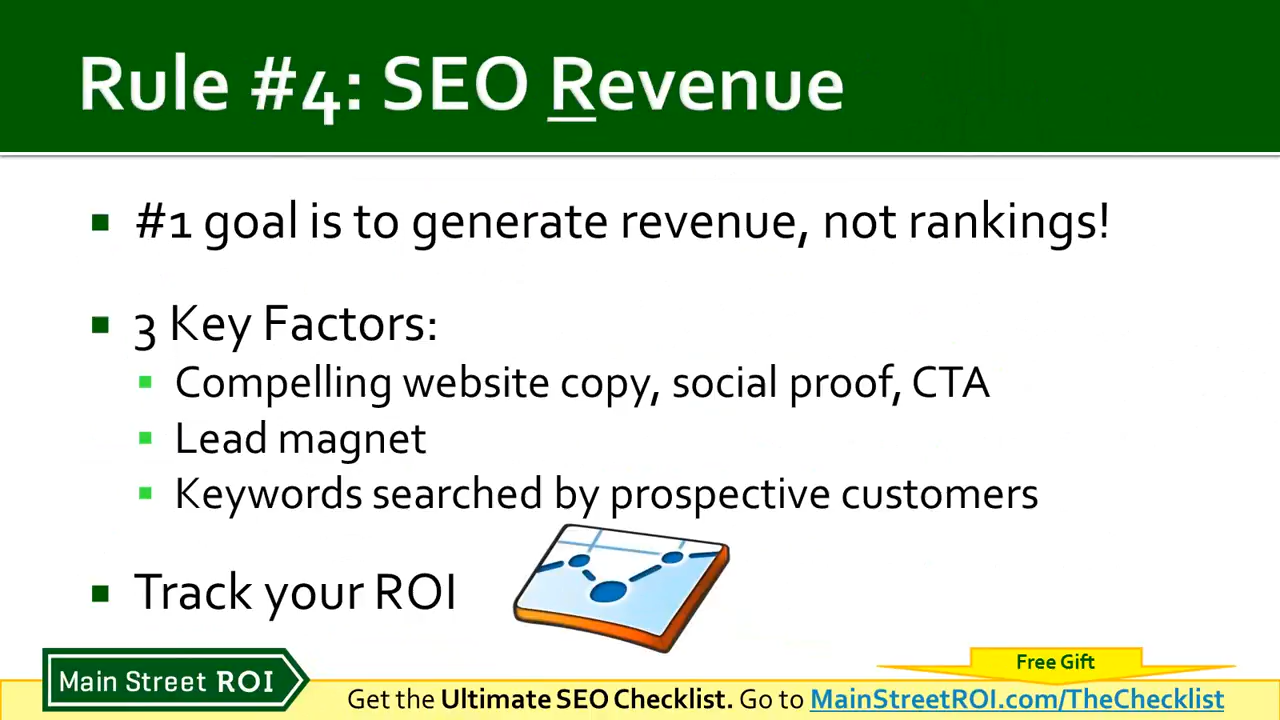 Rule #4: SEO Revenue
#1 goal is to generate revenue, not rankings!
3 Key Factors:
Compelling website copy, social proof, CTA
Lead magnet
Keywords searched by prospective customers
Track your ROI
Main Street ROI
Free Gift
Get the Ultimate SEO Checklist. Go to MainStreetROI.com/TheChecklist